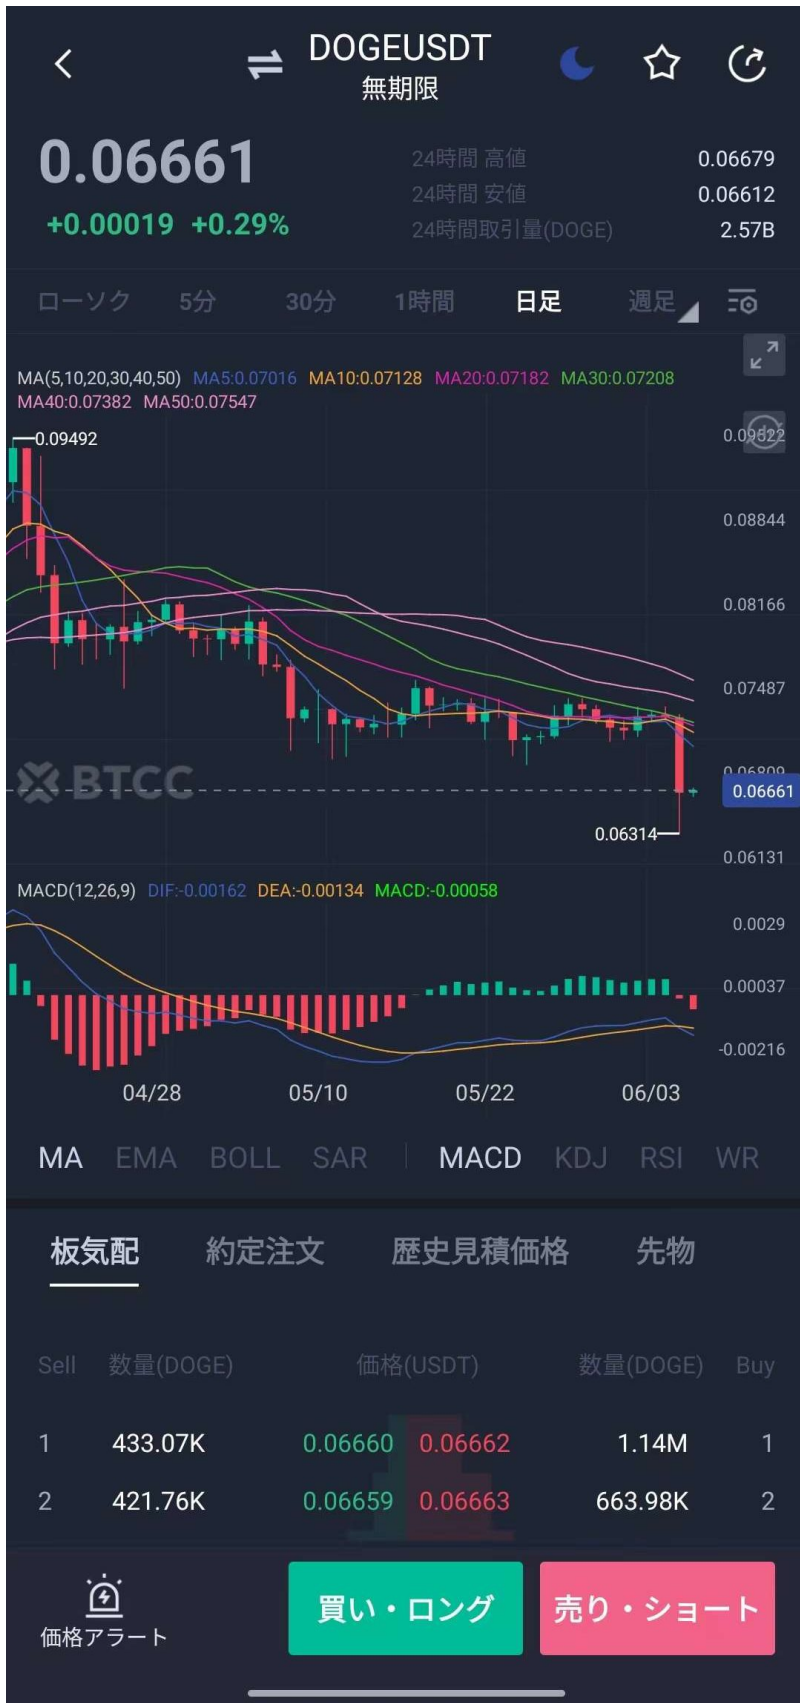 DOGEUSDT
無期限
0.06661
+0.00019 +0.29%
24時間 高値 0.06679
24時間 安値 0.06612
24時間取引量(DOGE) 2.57B
ローソク 5分 30分 1時間 日足 週足
MA(5,10,20,30,40,50) MA5:0.07016 MA10:0.07128 MA20:0.07182 MA30:0.07208
MA40:0.07382 MA50:0.07547
0.09522
0.09492
0.08844
0.08166
0.07487
0.06809
BTCC
0.06661
0.06314
0.06131
MACD(12,26,9) DIF:-0.00162 DEA:-0.00134 MACD:-0.00058
0.0029
0.00037
-0.00216
04/28 05/10 05/22 06/03
MA EMA BOLL SAR MACD KDJ RSI WR
板気配 約定注文 歴史見積価格 先物
Sell 数量(DOGE) 価格(USDT) 数量(DOGE) Buy
1 433.07K 0.06660 0.06662 1.14M 1
2 421.76K 0.06659 0.06663 663.98K 2
価格アラート
買い・ロング
売り・ショート